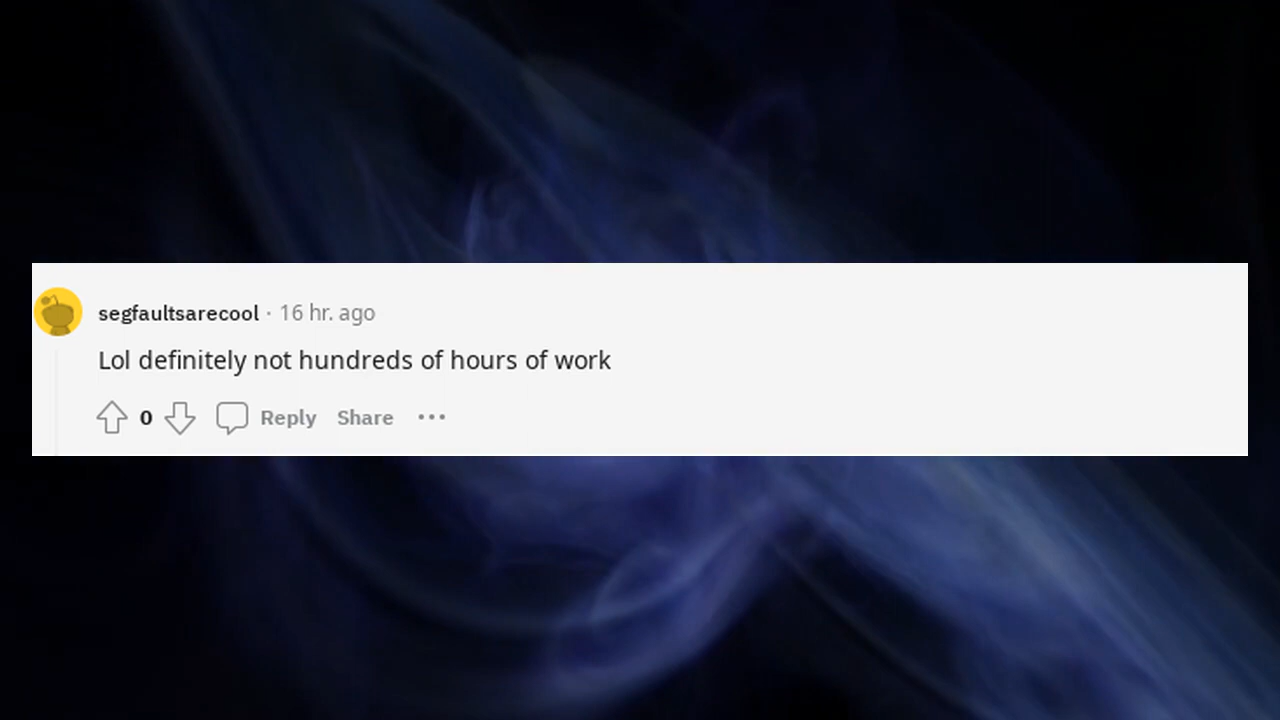 segfaultsarecool · 16 hr. ago
Lol definitely not hundreds of hours of work
0 Reply Share ···